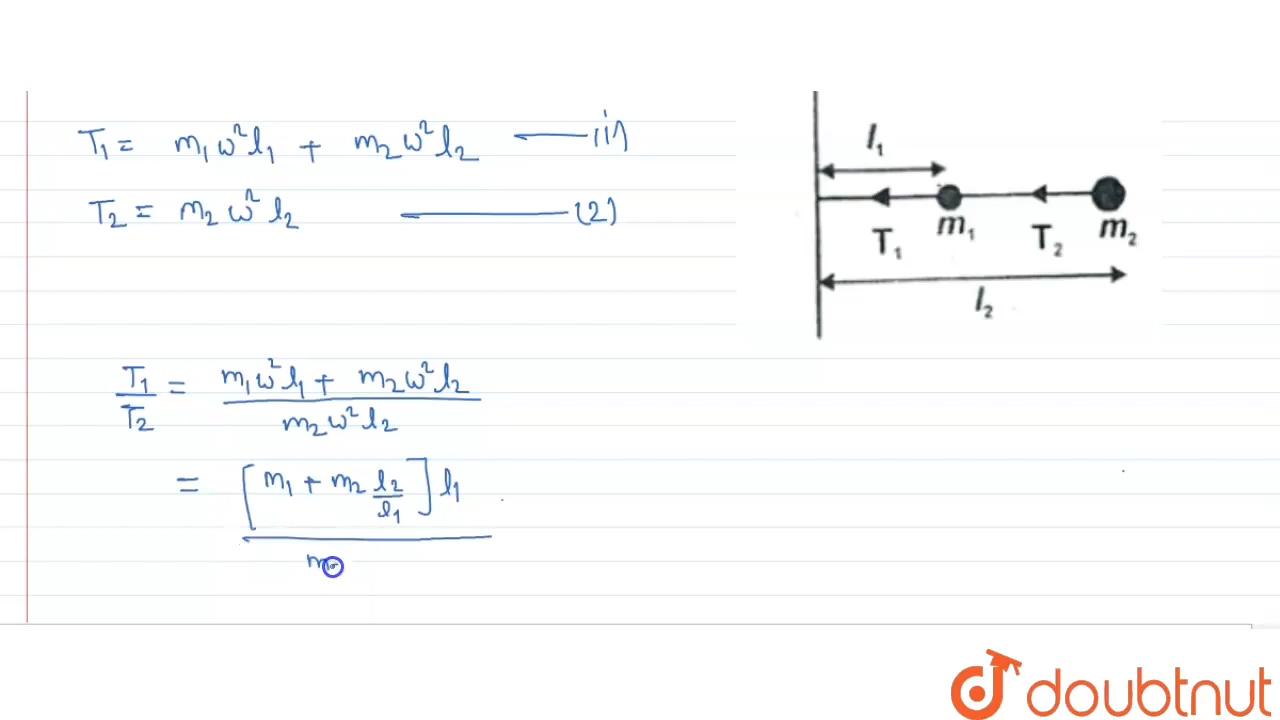 T₁ = m₁ω²l₁ + m₂ω²l₂ ←— (i)
T₂ = m₂ω²l₂ ←— (2)
l₁
T₁ m₁ T₂ m₂
l₂
T₁/T₂ = (m₁ω²l₁ + m₂ω²l₂)/(m₂ω²l₂)
= [m₁ + m₂ l₂/l₁] l₁
m
doubtnut